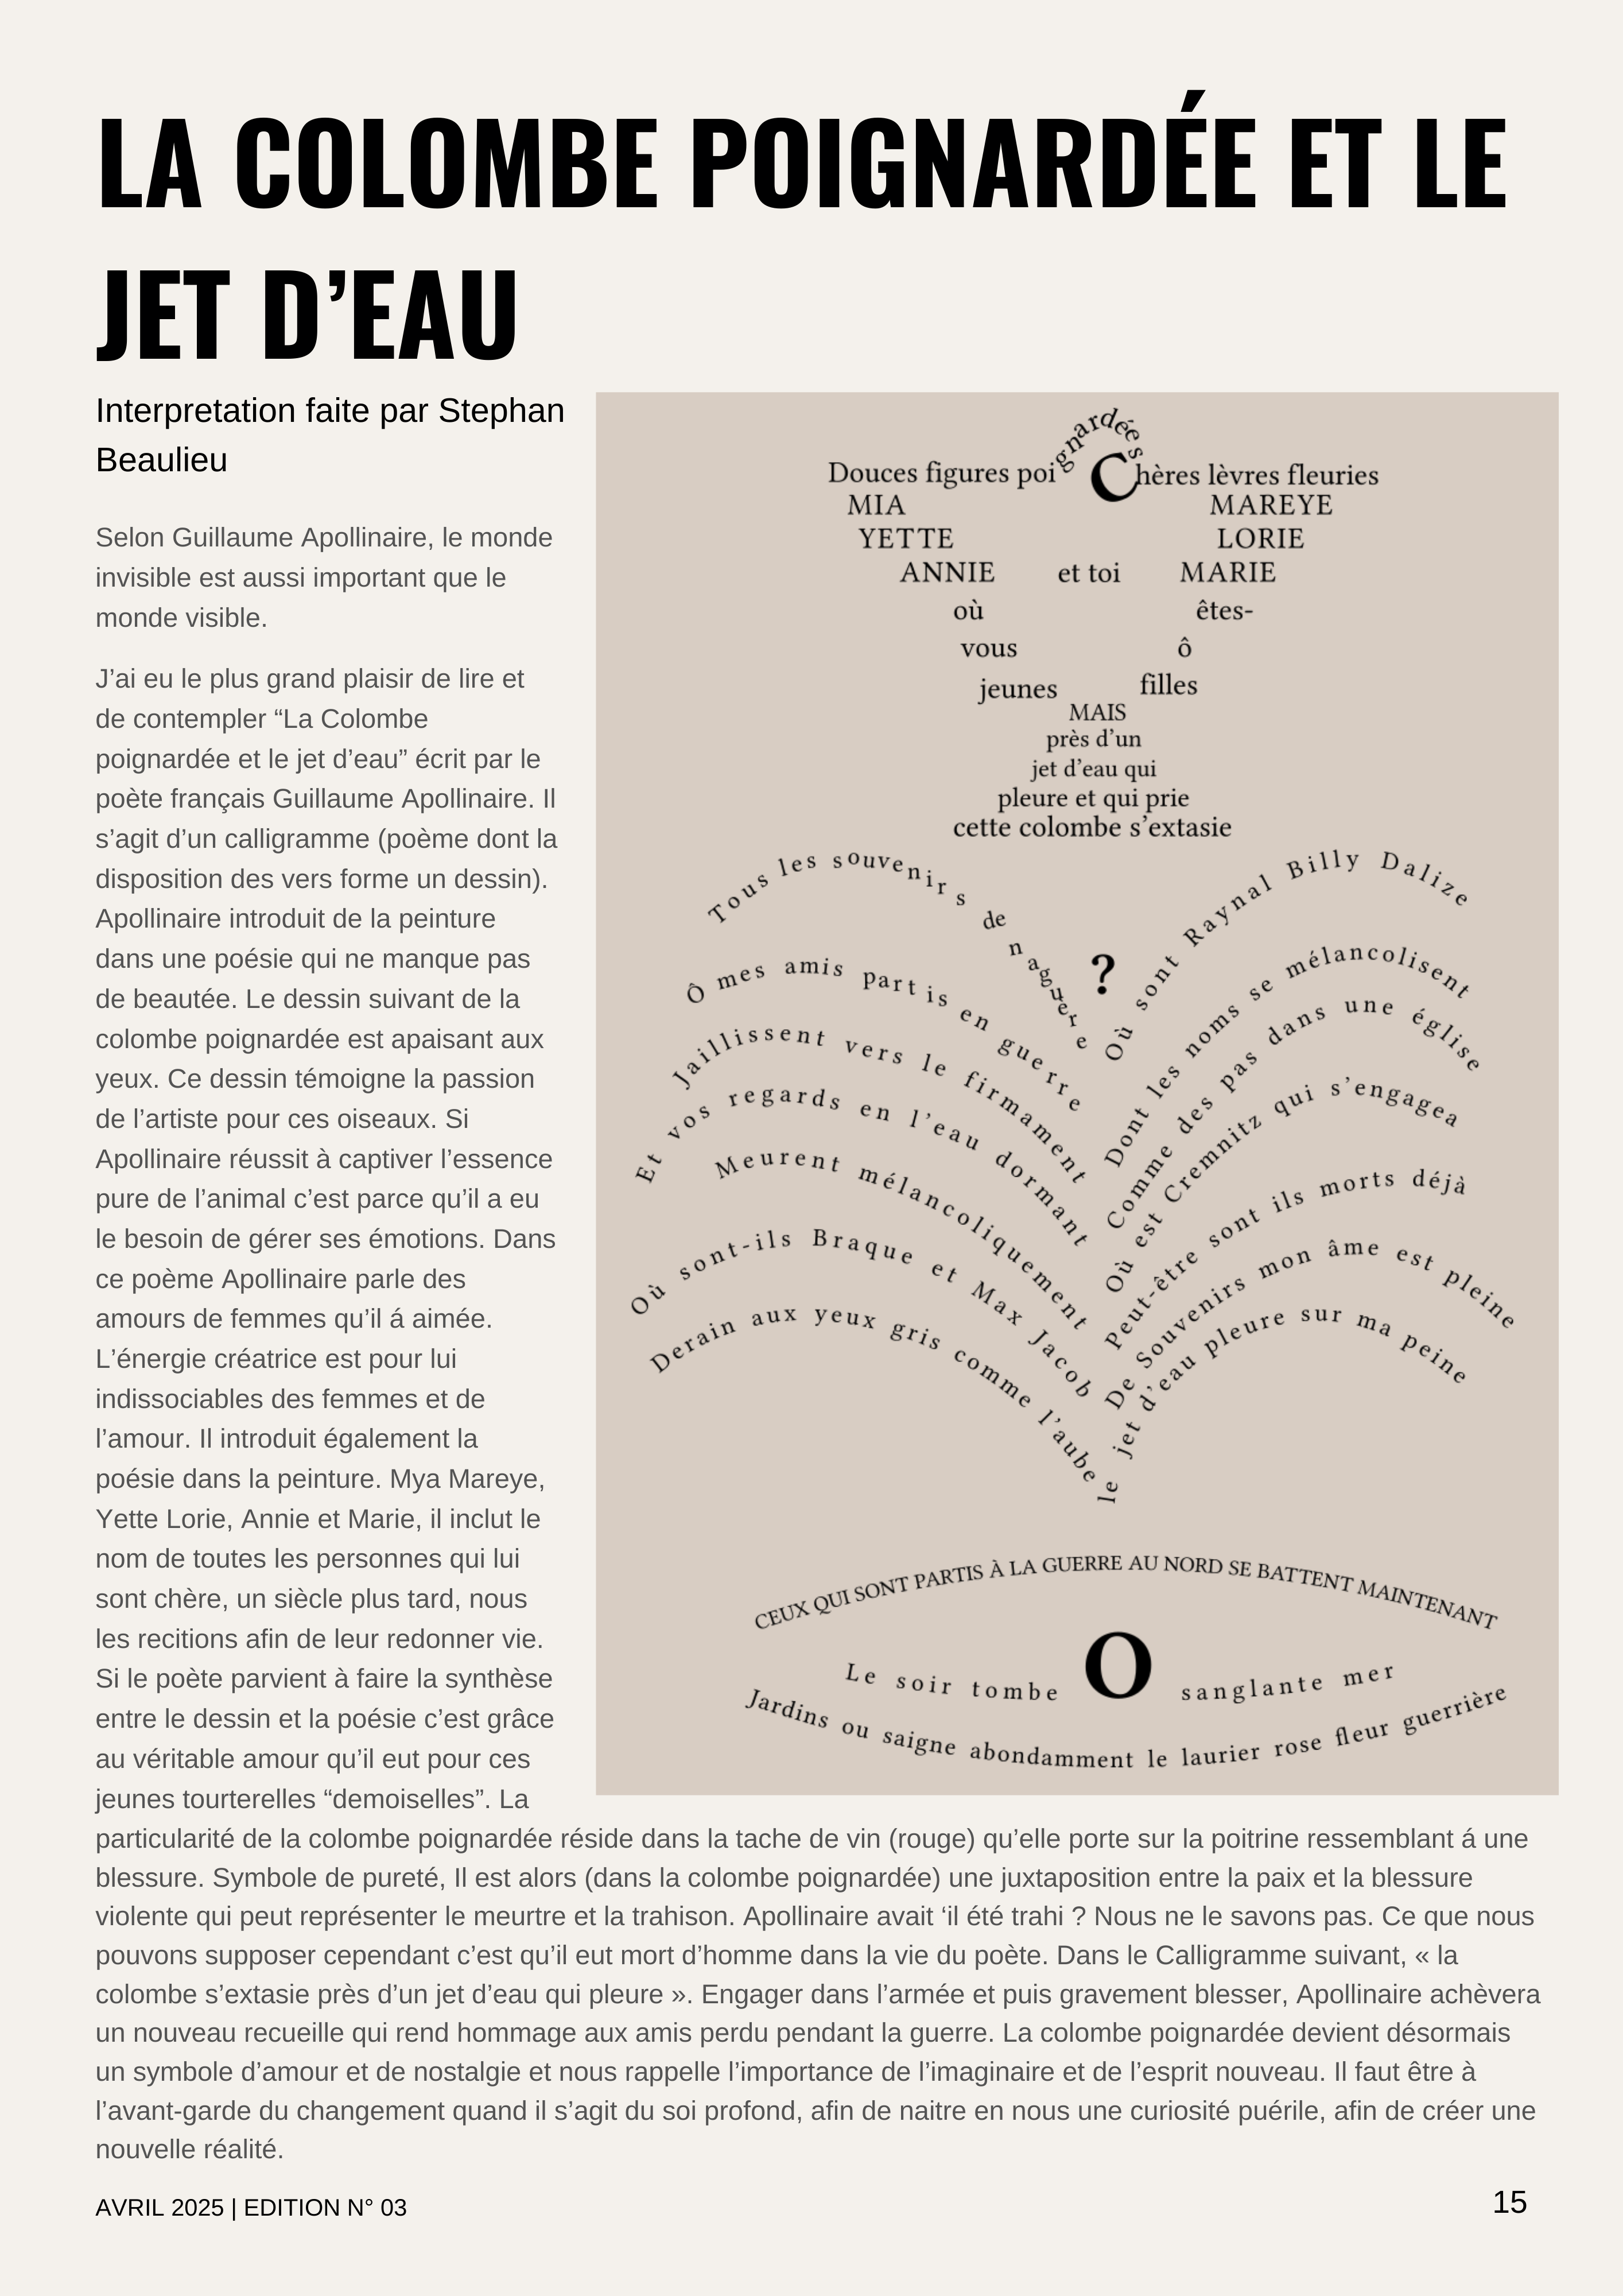 LA COLOMBE POIGNARDÉE ET LE
JET D’EAU
Interpretation faite par Stephan
Beaulieu
Selon Guillaume Apollinaire, le monde
invisible est aussi important que le
monde visible.
J’ai eu le plus grand plaisir de lire et
de contempler “La Colombe
poignardée et le jet d’eau” écrit par le
poète français Guillaume Apollinaire. Il
s’agit d’un calligramme (poème dont la
disposition des vers forme un dessin).
Apollinaire introduit de la peinture
dans une poésie qui ne manque pas
de beautée. Le dessin suivant de la
colombe poignardée est apaisant aux
yeux. Ce dessin témoigne la passion
de l’artiste pour ces oiseaux. Si
Apollinaire réussit à captiver l’essence
pure de l’animal c’est parce qu’il a eu
le besoin de gérer ses émotions. Dans
ce poème Apollinaire parle des
amours de femmes qu’il á aimée.
L’énergie créatrice est pour lui
indissociables des femmes et de
l’amour. Il introduit également la
poésie dans la peinture. Mya Mareye,
Yette Lorie, Annie et Marie, il inclut le
nom de toutes les personnes qui lui
sont chère, un siècle plus tard, nous
les recitions afin de leur redonner vie.
Si le poète parvient à faire la synthèse
entre le dessin et la poésie c’est grâce
au véritable amour qu’il eut pour ces
jeunes tourterelles “demoiselles”. La
particularité de la colombe poignardée réside dans la tache de vin (rouge) qu’elle porte sur la poitrine ressemblant á une
blessure. Symbole de pureté, Il est alors (dans la colombe poignardée) une juxtaposition entre la paix et la blessure
violente qui peut représenter le meurtre et la trahison. Apollinaire avait ‘il été trahi ? Nous ne le savons pas. Ce que nous
pouvons supposer cependant c’est qu’il eut mort d’homme dans la vie du poète. Dans le Calligramme suivant, « la
colombe s’extasie près d’un jet d’eau qui pleure ». Engager dans l’armée et puis gravement blesser, Apollinaire achèvera
un nouveau recueille qui rend hommage aux amis perdu pendant la guerre. La colombe poignardée devient désormais
un symbole d’amour et de nostalgie et nous rappelle l’importance de l’imaginaire et de l’esprit nouveau. Il faut être à
l’avant-garde du changement quand il s’agit du soi profond, afin de naitre en nous une curiosité puérile, afin de créer une
nouvelle réalité.
Douces figures poignardées Chères lèvres fleuries
MIA MAREYE
YETTE LORIE
ANNIE et toi MARIE
où êtes-
vous ô
jeunes filles
MAIS
près d’un
jet d’eau qui
pleure et qui prie
cette colombe s’extasie
Tous les souvenirs de naguère
Ô mes amis partis en guerre
Jaillissent vers le firmament
Et vos regards en l’eau dormant
Meurent mélancoliquement
Où sont-ils Braque et Max Jacob
Derain aux yeux gris comme l’aube
?
Où sont Raynal Billy Dalize
Dont les noms se mélancolisent
Comme des pas dans une église
Où est Cremnitz qui s’engagea
Peut-être sont ils morts déjà
De Souvenirs mon âme est pleine
le jet d’eau pleure sur ma peine
CEUX QUI SONT PARTIS À LA GUERRE AU NORD SE BATTENT MAINTENANT
Le soir tombe O sanglante mer
Jardins ou saigne abondamment le laurier rose fleur guerrière
AVRIL 2025 | EDITION N° 03
15